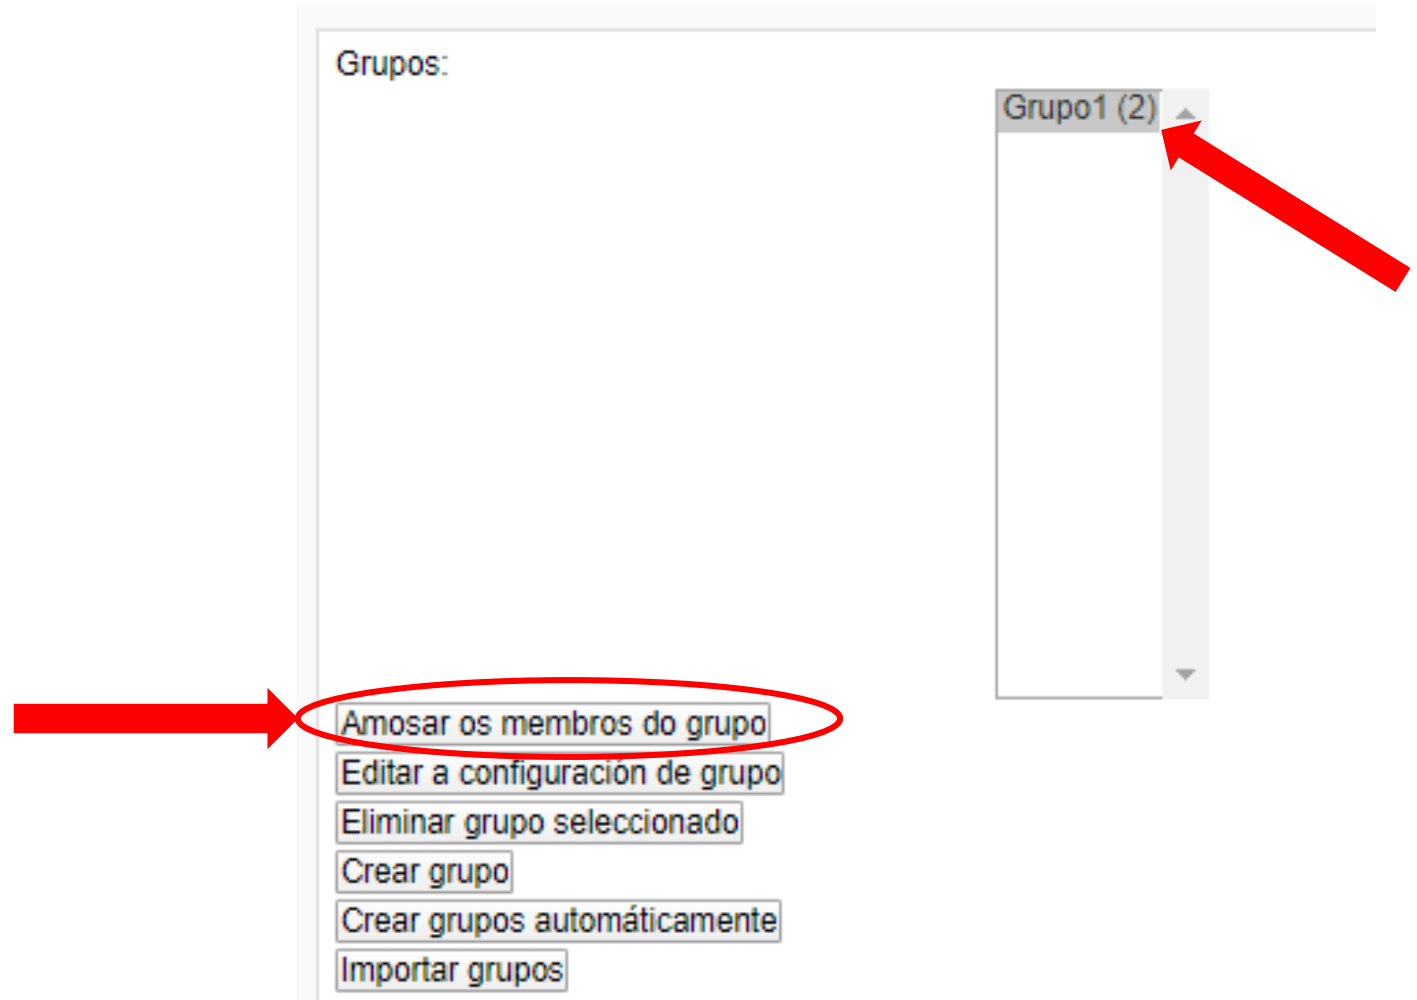 Grupos:
Grupo1 (2)
Amosar os membros do grupo
Editar a configuración de grupo
Eliminar grupo seleccionado
Crear grupo
Crear grupos automáticamente
Importar grupos